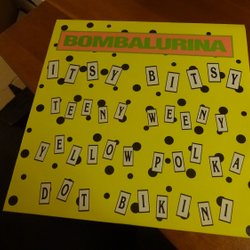 BOMBALURINA
ITSY BITSY
TEENY WEENY
YELLOW POLKA
DOT BIKINI